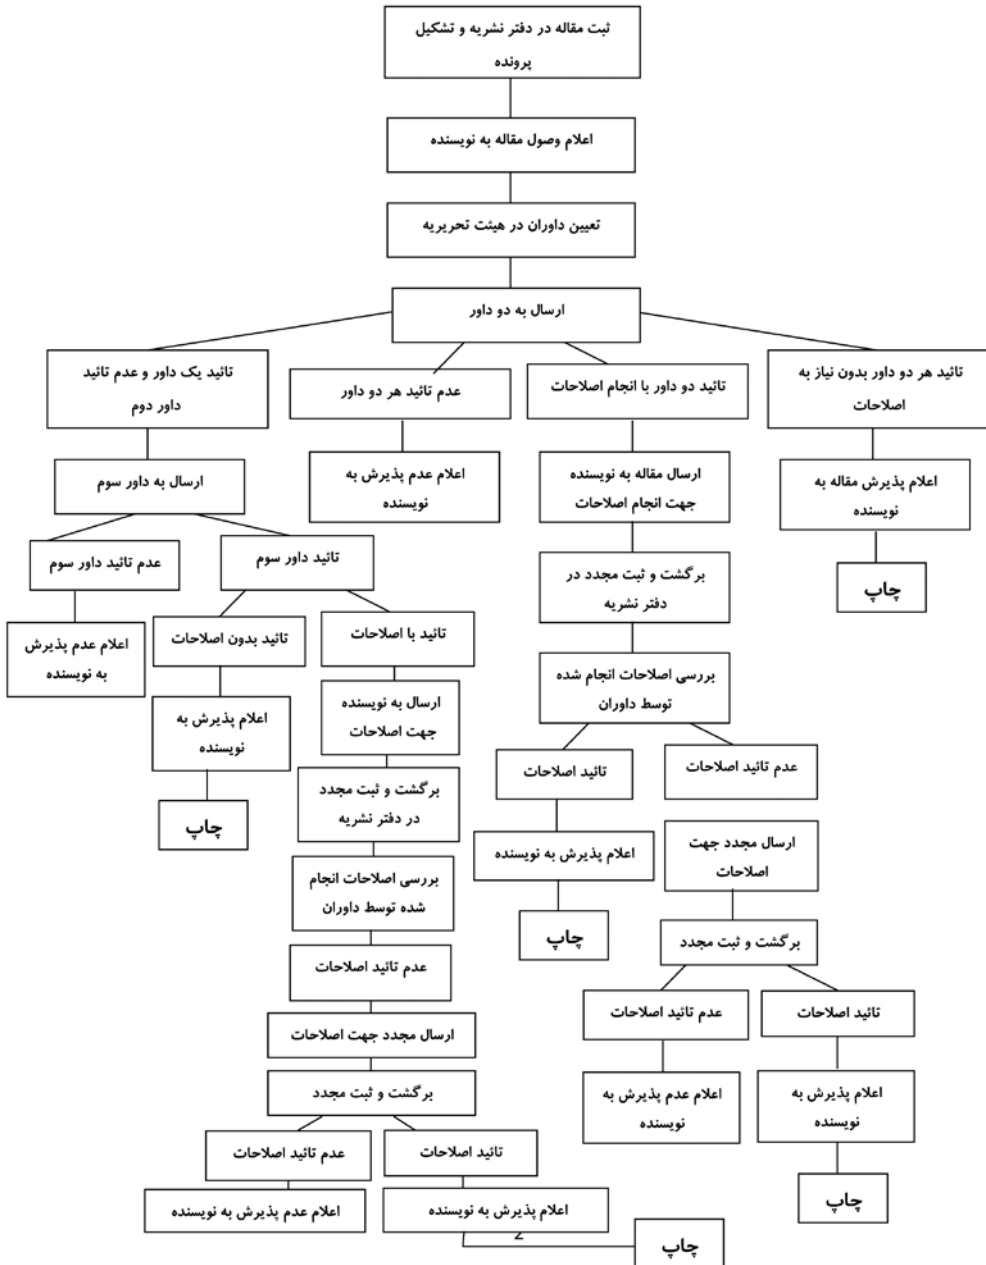 ثبت مقاله در دفتر نشریه و تشکیل
پرونده
اعلام وصول مقاله به نویسنده
تعیین داوران در هیئت تحریریه
ارسال به دو داور
تائید هر دو داور بدون نیاز به
اصلاحات
تائید دو داور با انجام اصلاحات
عدم تائید هر دو داور
تائید یک داور و عدم تائید
داور دوم
اعلام پذیرش مقاله به
نویسنده
چاپ
ارسال مقاله به نویسنده
جهت انجام اصلاحات
برگشت و ثبت مجدد در
دفتر نشریه
بررسی اصلاحات انجام شده
توسط داوران
عدم تائید اصلاحات
تائید اصلاحات
ارسال مجدد جهت
اصلاحات
برگشت و ثبت مجدد
تائید اصلاحات
عدم تائید اصلاحات
اعلام پذیرش به
نویسنده
چاپ
اعلام عدم پذیرش به
نویسنده
اعلام پذیرش به نویسنده
چاپ
اعلام عدم پذیرش به
نویسنده
ارسال به داور سوم
تائید داور سوم
عدم تائید داور سوم
اعلام عدم پذیرش
به نویسنده
تائید با اصلاحات
تائید بدون اصلاحات
اعلام پذیرش به
نویسنده
چاپ
ارسال به نویسنده
جهت اصلاحات
برگشت و ثبت مجدد
در دفتر نشریه
بررسی اصلاحات انجام
شده توسط داوران
عدم تائید اصلاحات
ارسال مجدد جهت اصلاحات
برگشت و ثبت مجدد
تائید اصلاحات
عدم تائید اصلاحات
اعلام پذیرش به نویسنده
اعلام عدم پذیرش به نویسنده
چاپ
2